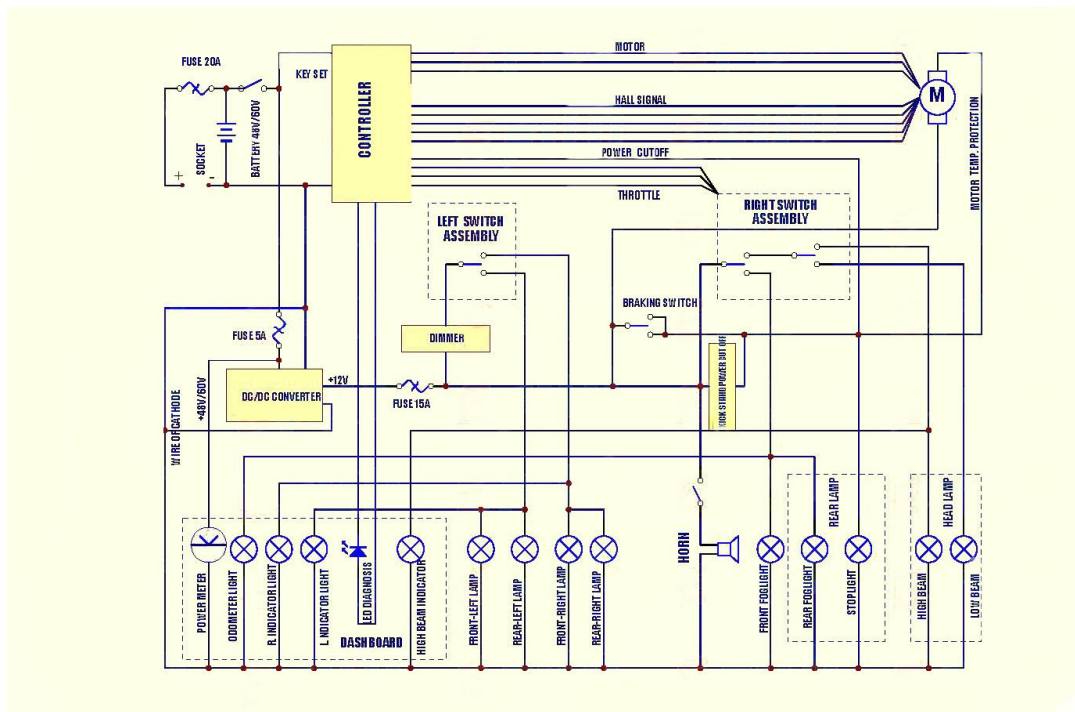 FUSE 20A
KEY SET
BATTERY 48V/60V
SOCKET
+
-
CONTROLLER
MOTOR
HALL SIGNAL
POWER CUTOFF
THROTTLE
M
MOTOR TEMP. PROTECTION
LEFT SWITCH
ASSEMBLY
RIGHT SWITCH
ASSEMBLY
BRAKING SWITCH
DIMMER
FUSE 5A
DC/DC CONVERTER
+12V
FUSE 15A
+48V/60V
WIRE OF CATHODE
KICK STAND POWER OUT OFF
POWER METER
ODOMETER LIGHT
R. INDICATOR LIGHT
L NDICATOR LIGHT
ED DIAGNOSIS
HIGH BEAM INDICATOR
DASHBOARD
FRONT-LEFT LAMP
REAR-LEFT LAMP
FRONT-RIGHT LAMP
REAR-RIGHT LAMP
HORN
FRONT FOGLIGHT
REAR FOGLIGHT
STOPLIGHT
REAR LAMP
HIGH BEAM
LOW BEAM
HEAD LAMP